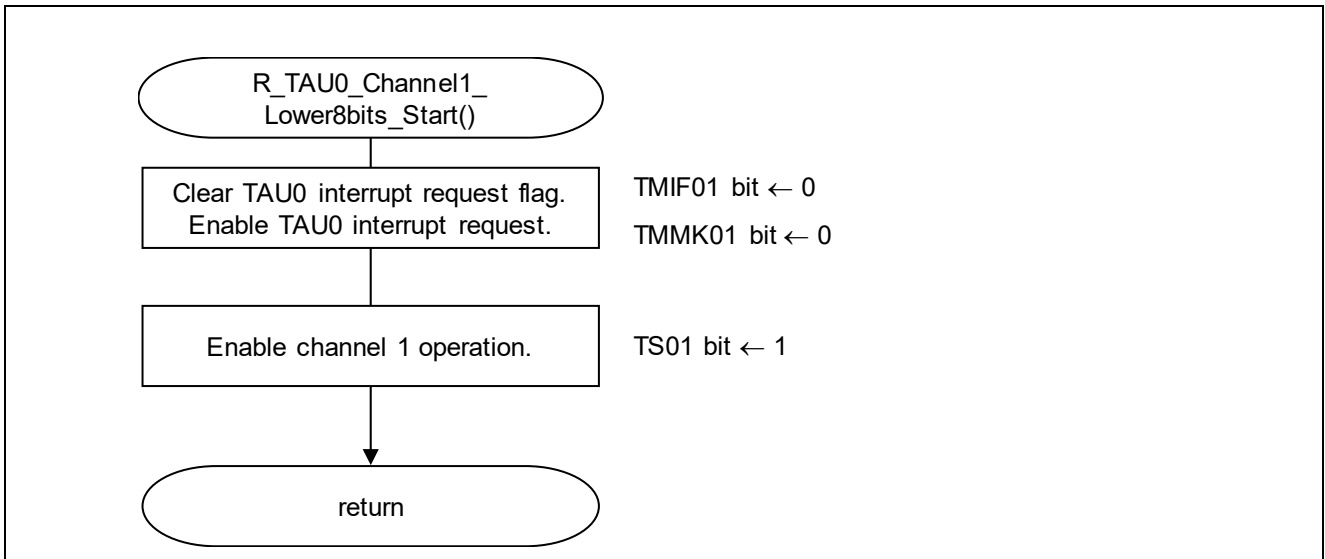 R_TAU0_Channel1_
Lower8bits_Start()
Clear TAU0 interrupt request flag.
Enable TAU0 interrupt request.
TMIF01 bit ← 0
TMMK01 bit ← 0
Enable channel 1 operation.
TS01 bit ← 1
return